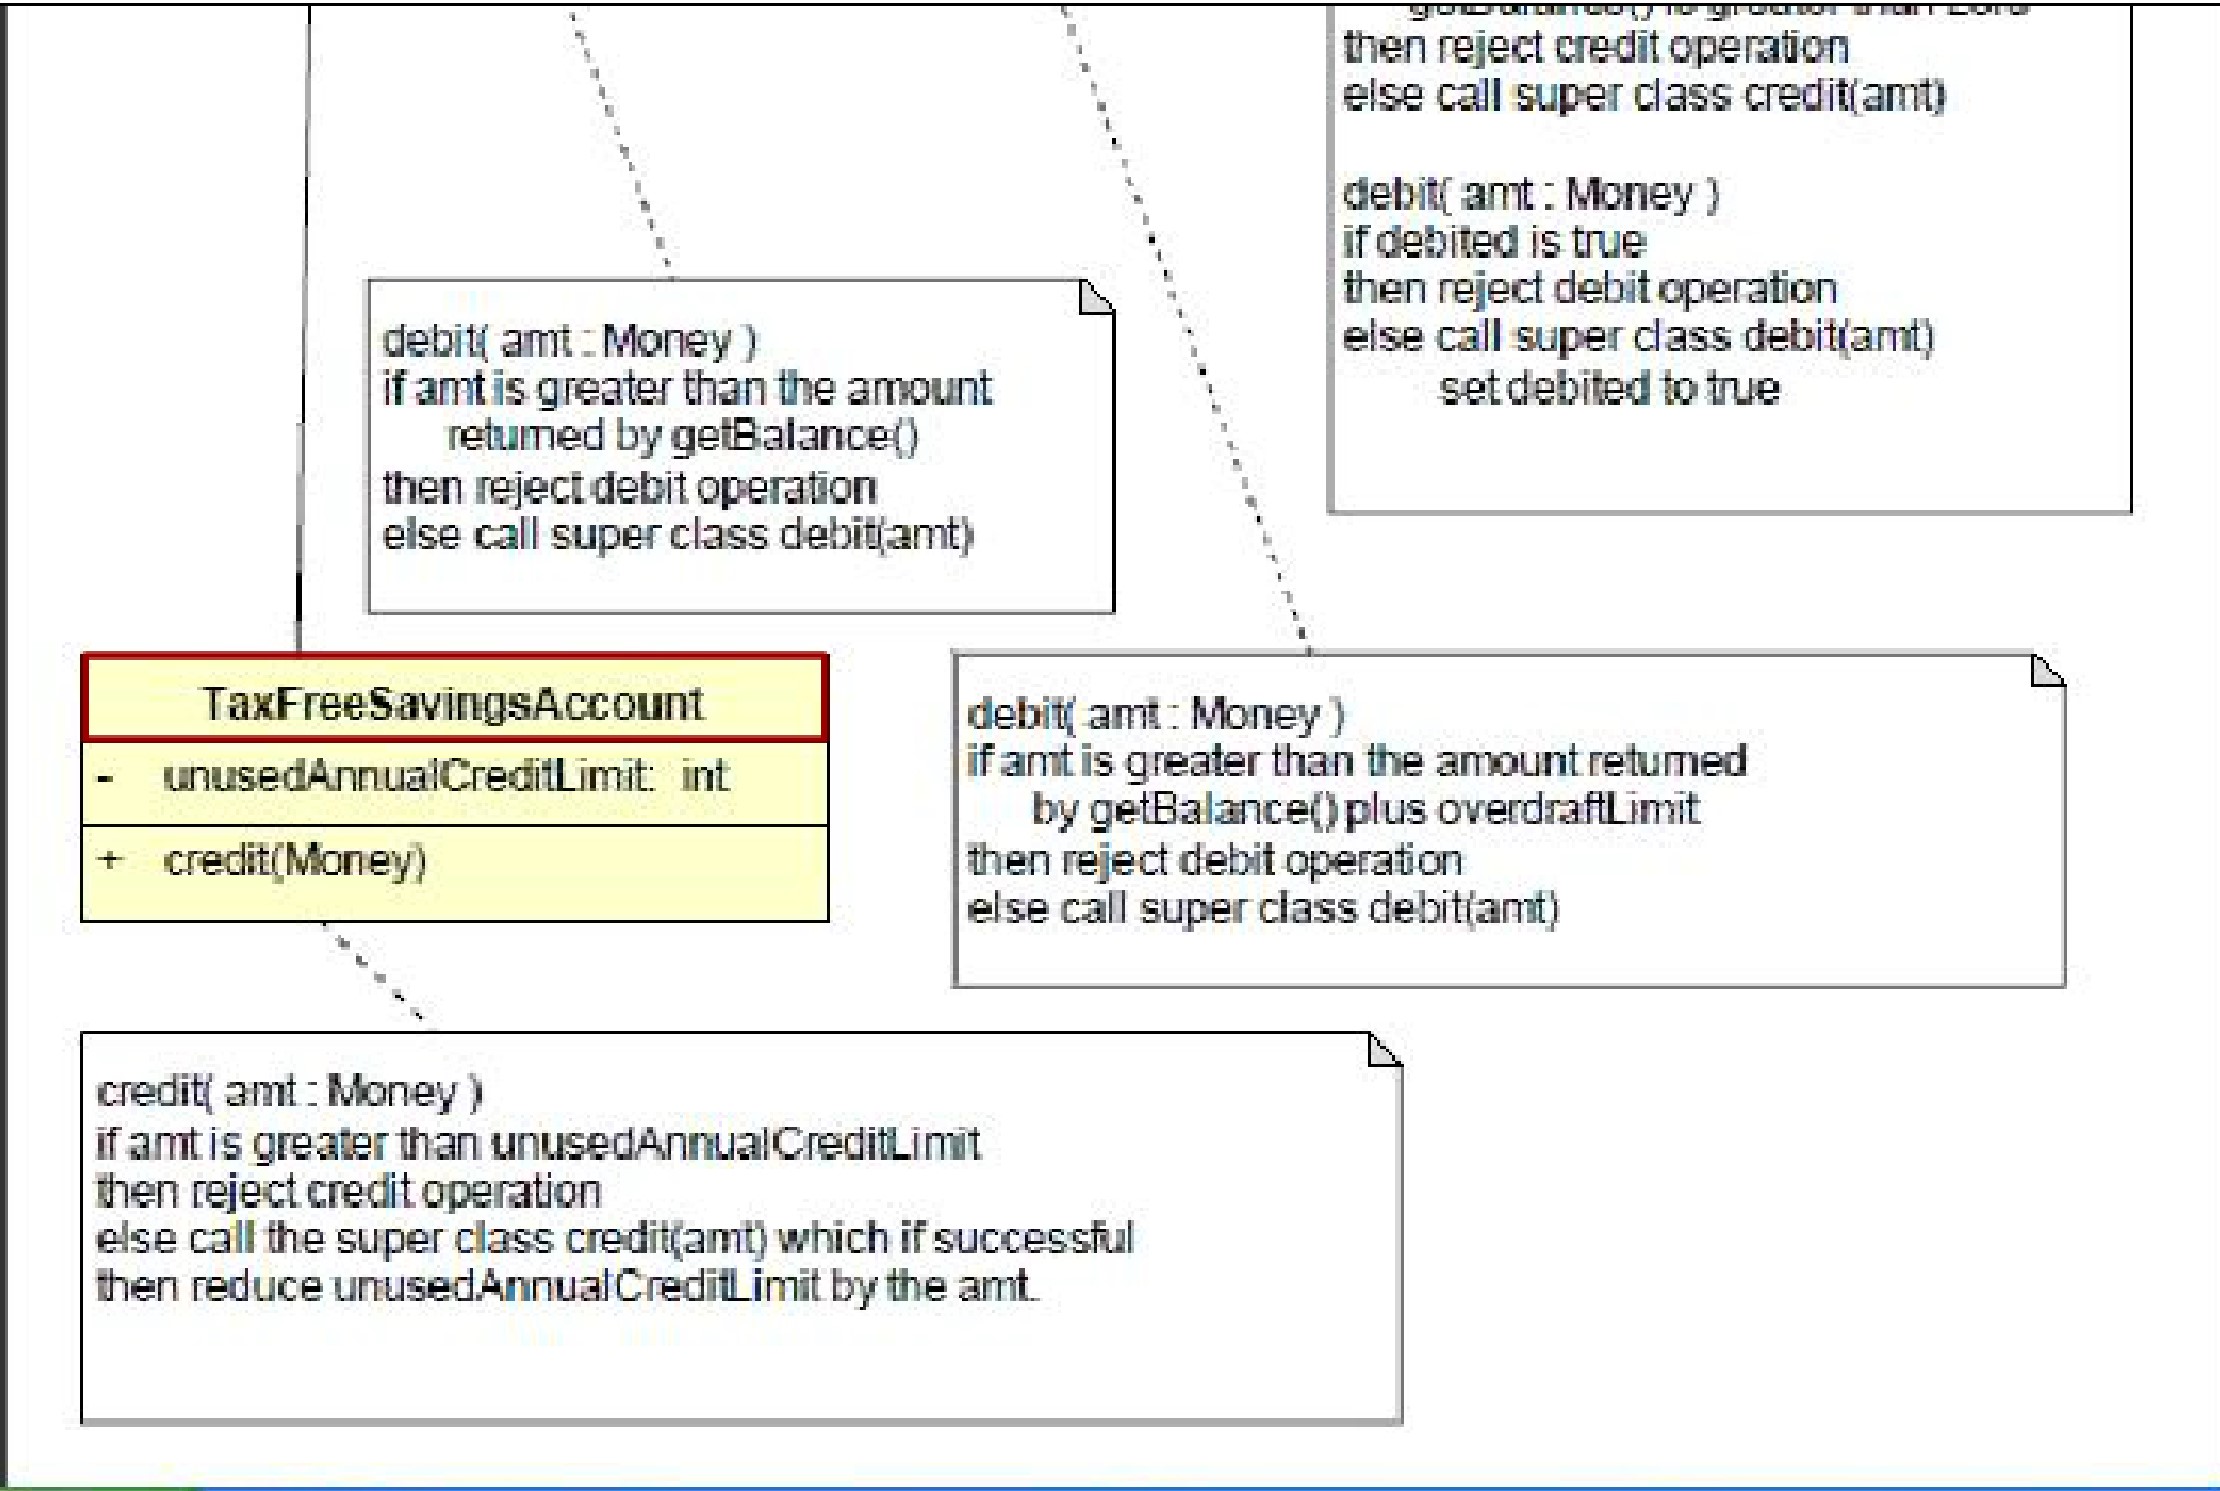 is greater than
then reject credit operation
else call super class credit(amt)
debit( amt : Money )
if debited is true
then reject debit operation
else call super class debit(amt)
set debited to true
debit( amt : Money )
if amt is greater than the amount
returned by getBalance()
then reject debit operation
else call super class debit(amt)
TaxFreeSavingsAccount
- unusedAnnualCreditLimit: int
+ credit(Money)
debit( amt : Money )
if amt is greater than the amount returned
by getBalance() plus overdraftLimit
then reject debit operation
else call super class debit(amt)
credit( amt : Money )
if amt is greater than unusedAnnualCreditLimit
then reject credit operation
else call the super class credit(amt) which if successful
then reduce unusedAnnualCreditLimit by the amt.